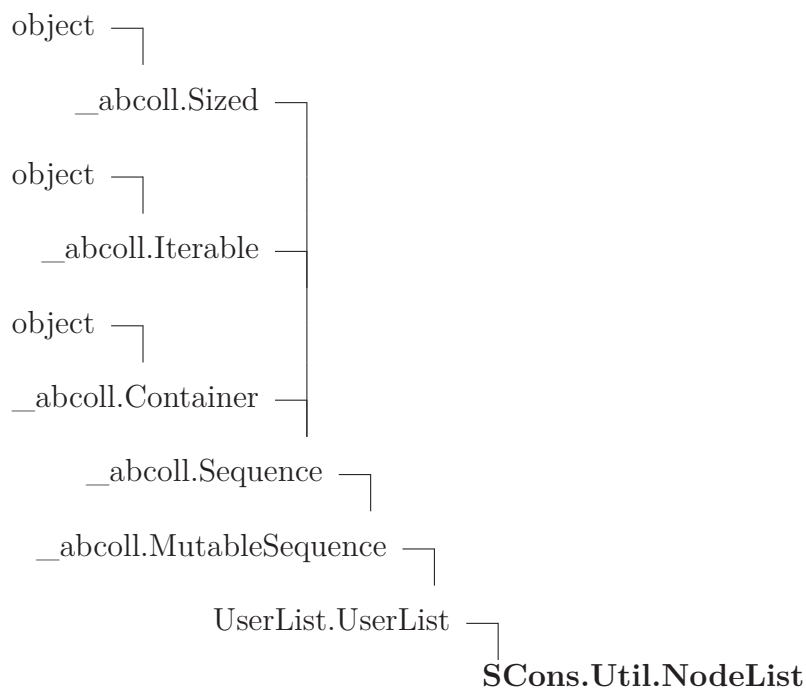 object
_abcoll.Sized
object
_abcoll.Iterable
object
_abcoll.Container
_abcoll.Sequence
_abcoll.MutableSequence
UserList.UserList
SCons.Util.NodeList